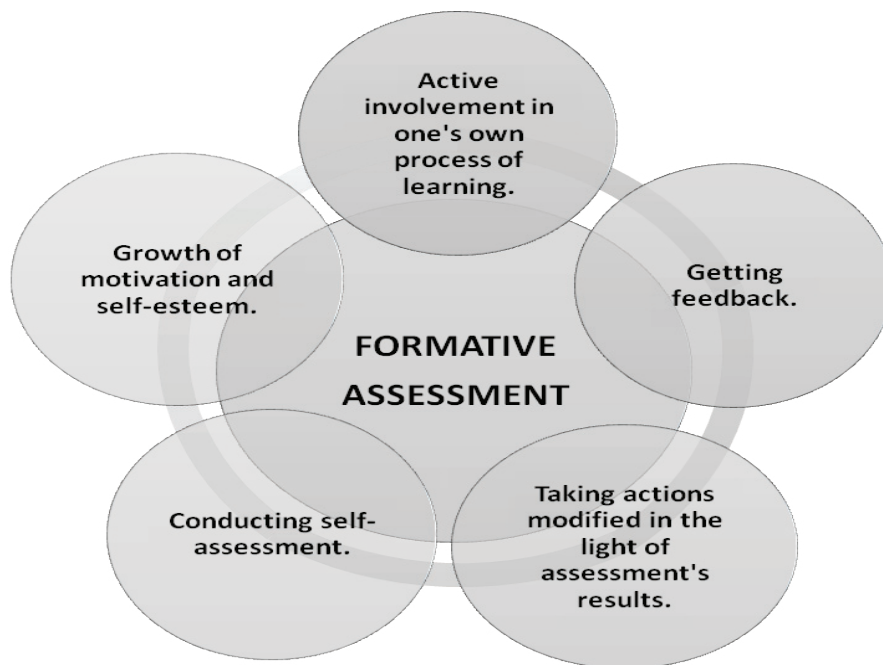 Active
involvement in
one's own
process of
learning.
Getting
feedback.
Growth of
motivation and
self-esteem.
FORMATIVE
ASSESSMENT
Conducting self-
assessment.
Taking actions
modified in the
light of
assessment's
results.